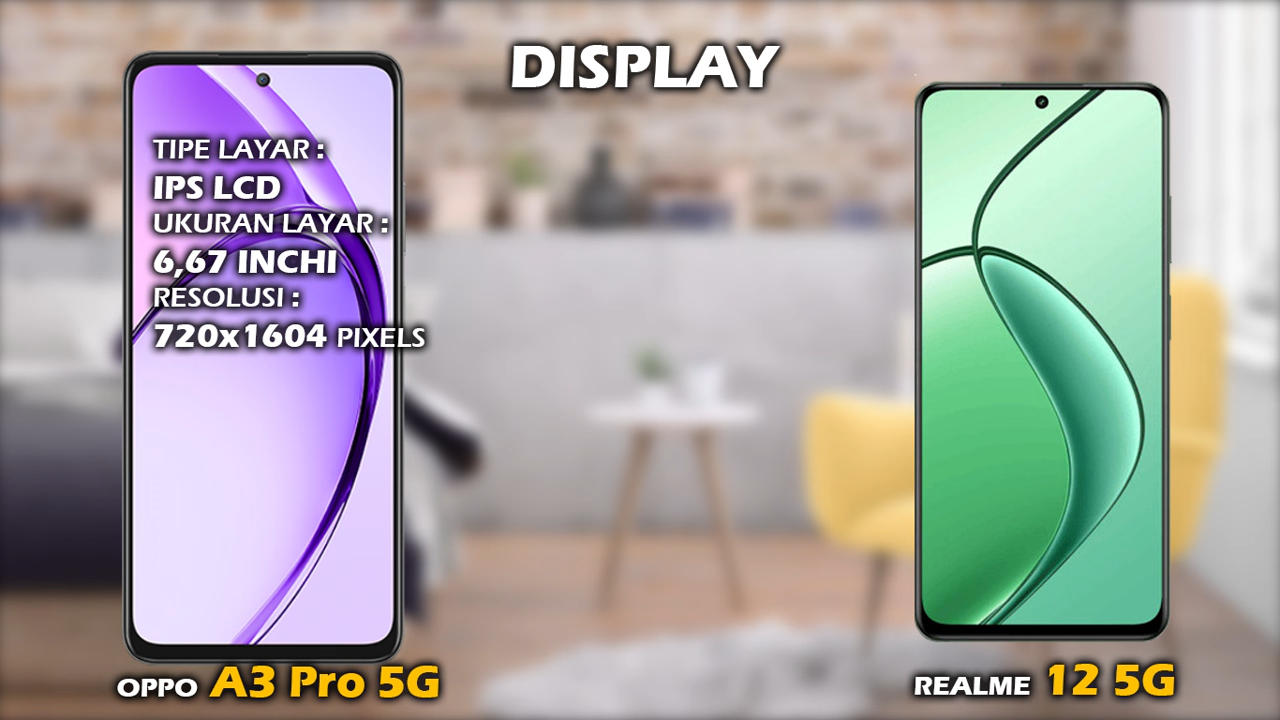 DISPLAY
TIPE LAYAR :
IPS LCD
UKURAN LAYAR :
6,67 INCHI
RESOLUSI :
720x1604 PIXELS
OPPO A3 Pro 5G
REALME 12 5G